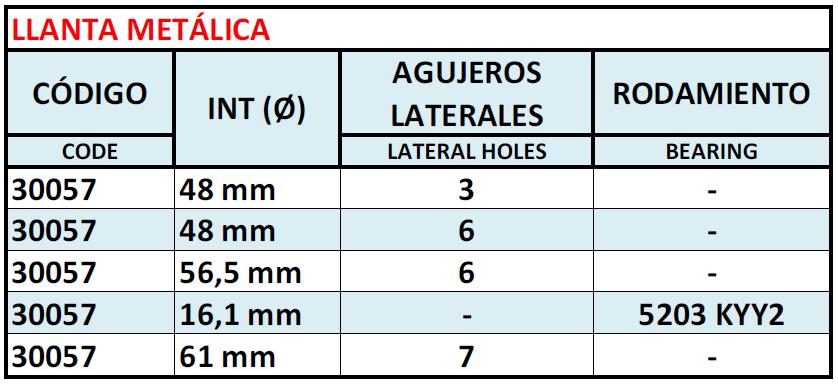 LLANTA METÁLICA
CÓDIGO INT (Ø) AGUJEROS LATERALES RODAMIENTO
CODE LATERAL HOLES BEARING
30057 48 mm 3 -
30057 48 mm 6 -
30057 56,5 mm 6 -
30057 16,1 mm - 5203 KYY2
30057 61 mm 7 -